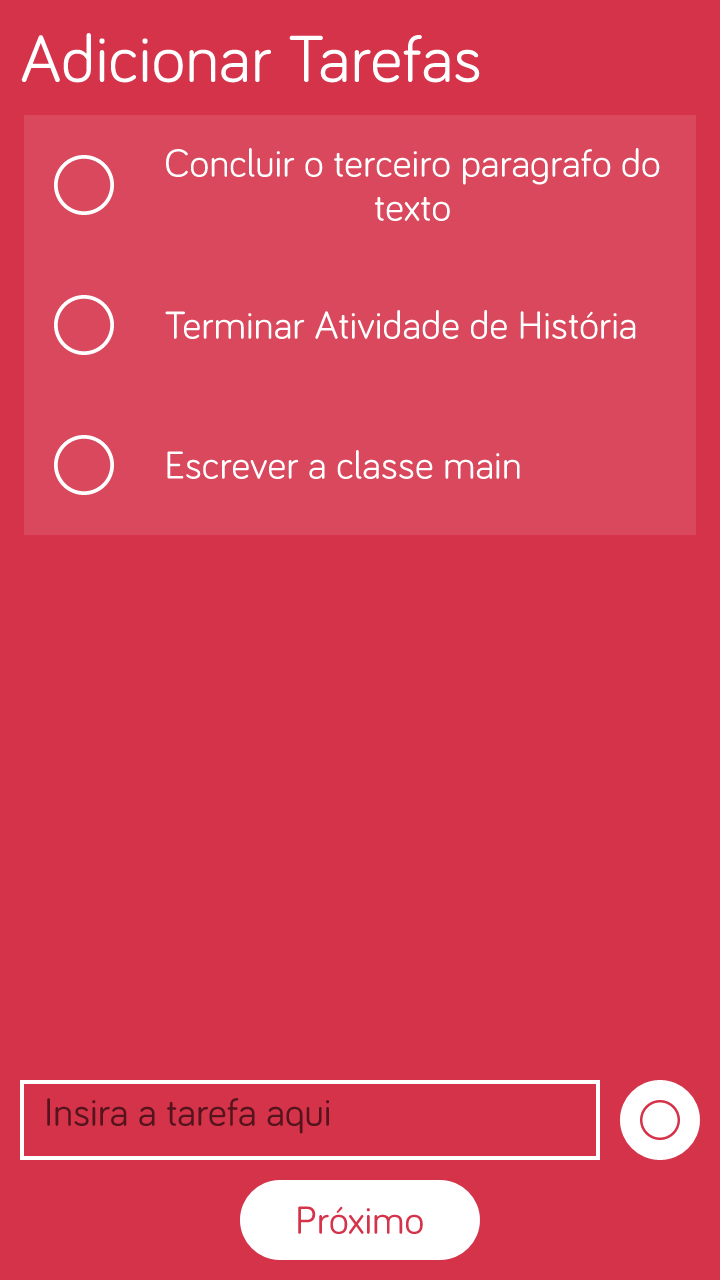 Adicionar Tarefas
Concluir o terceiro paragrafo do
texto
Terminar Atividade de História
Escrever a classe main
Insira a tarefa aqui
Próximo